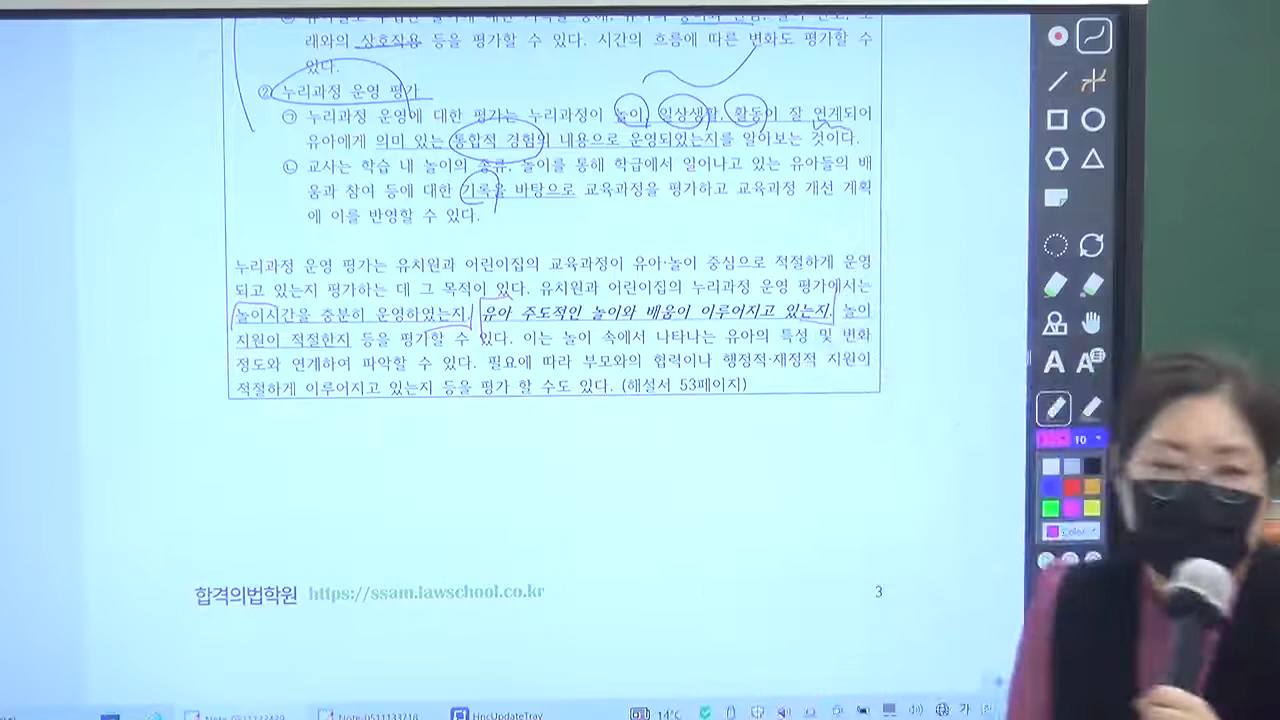 래와의 상호작용 등을 평가할 수 있다. 시간의 흐름에 따른 변화도 평가할 수
있다.
② 누리과정 운영 평가
㉠ 누리과정 운영에 대한 평가는 누리과정이 놀이, 일상생활, 활동이 잘 연계되어
유아에게 의미 있는 통합적 경험의 내용으로 운영되었는지를 알아보는 것이다.
㉡ 교사는 학습 내 놀이의 종류, 놀이를 통해 학급에서 일어나고 있는 유아들의 배
움과 참여 등에 대한 기록을 바탕으로 교육과정을 평가하고 교육과정 개선 계획
에 이를 반영할 수 있다.
누리과정 운영 평가는 유치원과 어린이집의 교육과정이 유아·놀이 중심으로 적절하게 운영
되고 있는지 평가하는 데 그 목적이 있다. 유치원과 어린이집의 누리과정 운영 평가에서는
놀이시간을 충분히 운영하였는지, 유아 주도적인 놀이와 배움이 이루어지고 있는지, 놀이
지원이 적절한지 등을 평가할 수 있다. 이는 놀이 속에서 나타나는 유아의 특성 및 변화
정도와 연계하여 파악할 수 있다. 필요에 따라 부모와의 협력이나 행정적·재정적 지원이
적절하게 이루어지고 있는지 등을 평가 할 수도 있다. (해설서 53페이지)
합격의법학원 https://ssam.lawschool.co.kr 3
A A
10
Color
HncUpdateTray 14°C 가